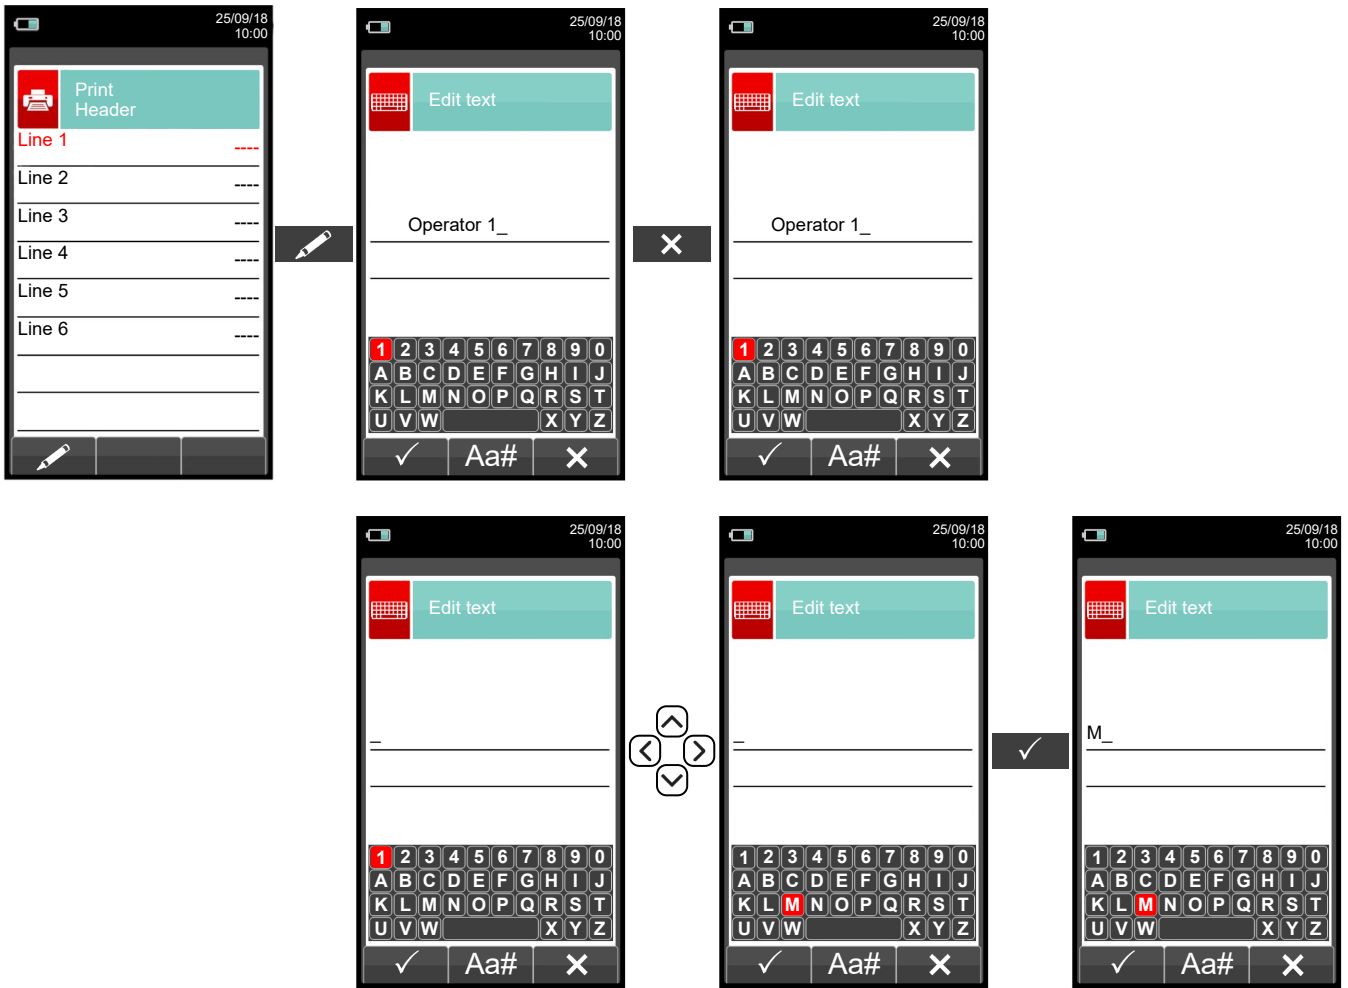 25/09/18
10:00
Print
Header
Line 1 ----
Line 2 ----
Line 3 ----
Line 4 ----
Line 5 ----
Line 6 ----
25/09/18
10:00
Edit text
Operator 1_
1 2 3 4 5 6 7 8 9 0
A B C D E F G H I J
K L M N O P Q R S T
U V W X Y Z
Aa#
25/09/18
10:00
Edit text
Operator 1_
1 2 3 4 5 6 7 8 9 0
A B C D E F G H I J
K L M N O P Q R S T
U V W X Y Z
Aa#
25/09/18
10:00
Edit text
_
1 2 3 4 5 6 7 8 9 0
A B C D E F G H I J
K L M N O P Q R S T
U V W X Y Z
Aa#
25/09/18
10:00
Edit text
_
1 2 3 4 5 6 7 8 9 0
A B C D E F G H I J
K L M N O P Q R S T
U V W X Y Z
Aa#
25/09/18
10:00
Edit text
M_
1 2 3 4 5 6 7 8 9 0
A B C D E F G H I J
K L M N O P Q R S T
U V W X Y Z
Aa#